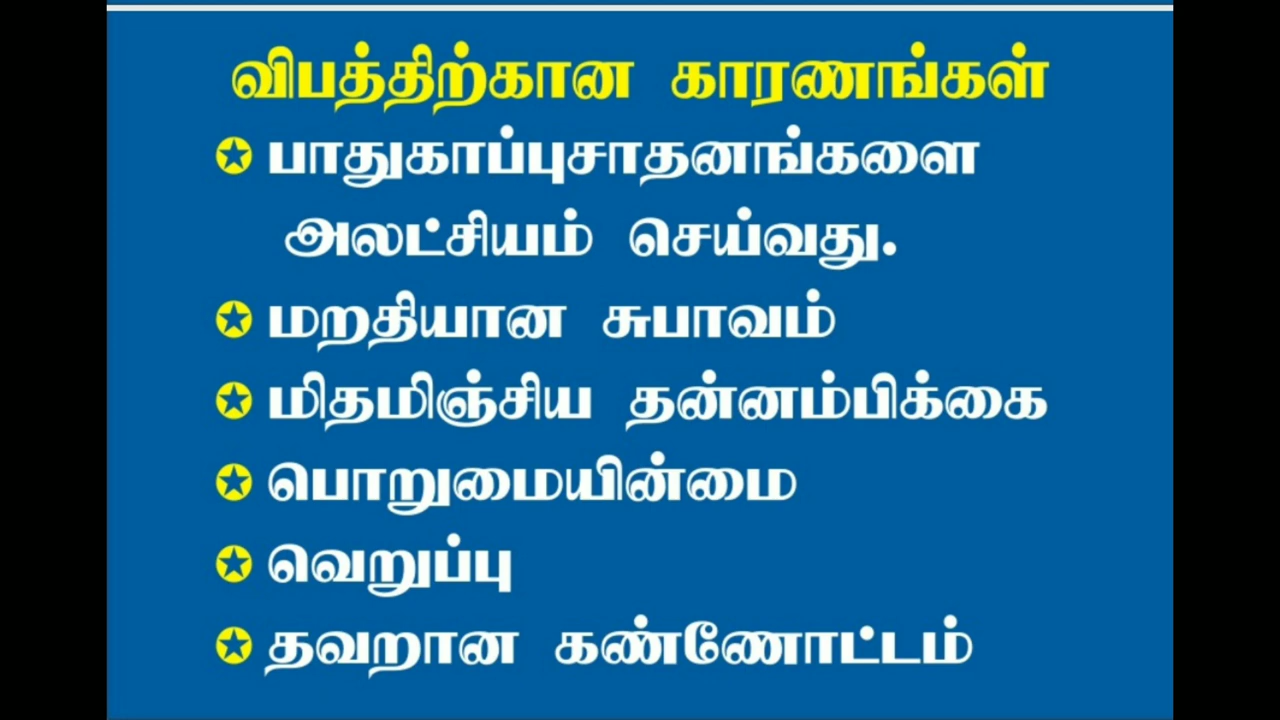 விபத்திற்கான காரணங்கள்
✪ பாதுகாப்புசாதனங்களை
அலட்சியம் செய்வது.
✪ மறதியான சுபாவம்
✪ மிதமிஞ்சிய தன்னம்பிக்கை
✪ பொறுமையின்மை
✪ வெறுப்பு
✪ தவறான கண்ணோட்டம்